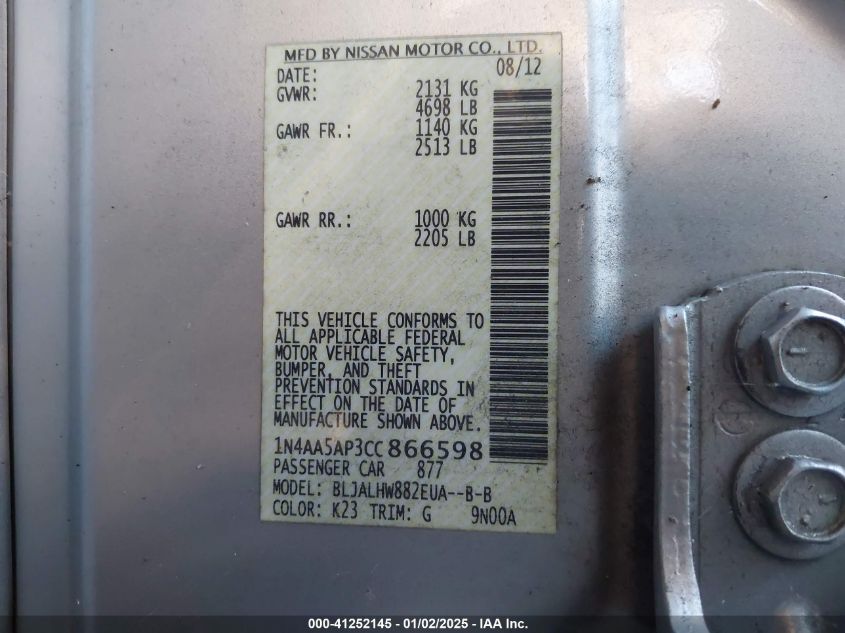 MFD BY NISSAN MOTOR CO., LTD.
DATE: 08/12
GVWR: 2131 KG
4698 LB
GAWR FR.: 1140 KG
2513 LB
GAWR RR.: 1000 KG
2205 LB
THIS VEHICLE CONFORMS TO
ALL APPLICABLE FEDERAL
MOTOR VEHICLE SAFETY,
BUMPER, AND THEFT
PREVENTION STANDARDS IN
EFFECT ON THE DATE OF
MANUFACTURE SHOWN ABOVE.
1N4AA5AP3CC866598
PASSENGER CAR 877
MODEL: BLJALHW882EUA--B-B
COLOR: K23 TRIM: G 9N00A
000-41252145 - 01/02/2025 - IAA Inc.